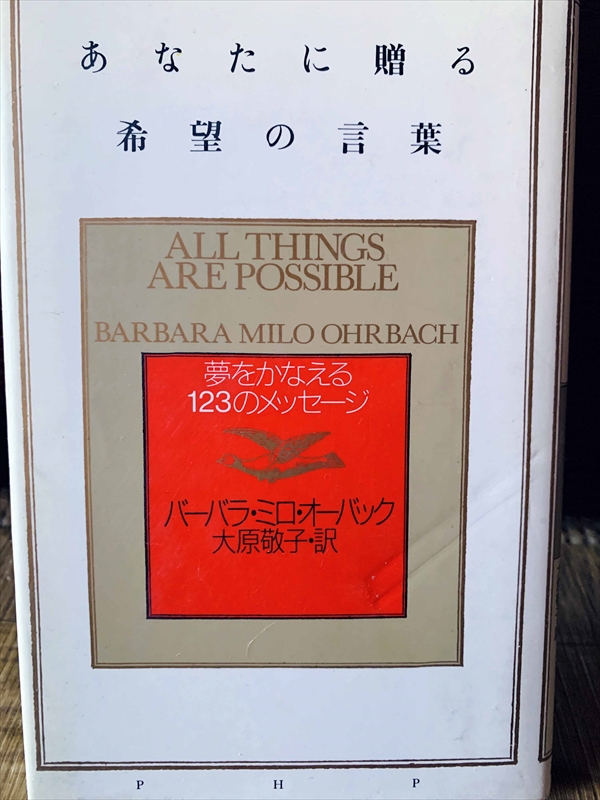 あなたに贈る
希望の言葉
ALL THINGS
ARE POSSIBLE
BARBARA MILO OHRBACH
夢をかなえる
123のメッセージ
バーバラ・ミロ・オーバック
大原敬子・訳
PHP